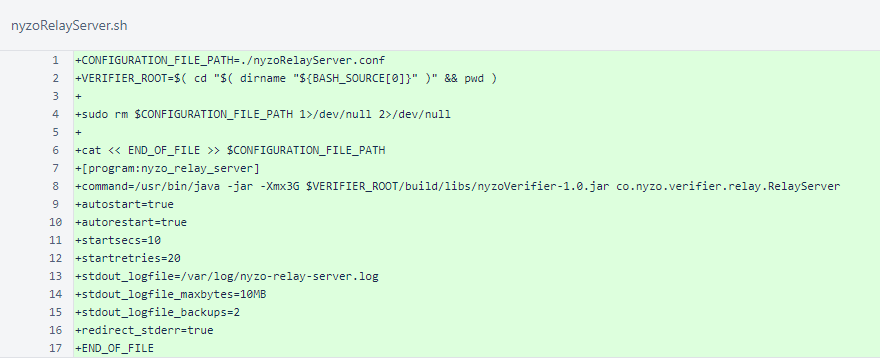 nyzoRelayServer.sh
1 +CONFIGURATION_FILE_PATH=./nyzoRelayServer.conf
2 +VERIFIER_ROOT=$( cd "$( dirname "${BASH_SOURCE[0]}" )" && pwd )
3 +
4 +sudo rm $CONFIGURATION_FILE_PATH 1>/dev/null 2>/dev/null
5 +
6 +cat << END_OF_FILE >> $CONFIGURATION_FILE_PATH
7 +[program:nyzo_relay_server]
8 +command=/usr/bin/java -jar -Xmx3G $VERIFIER_ROOT/build/libs/nyzoVerifier-1.0.jar co.nyzo.verifier.relay.RelayServer
9 +autostart=true
10 +autorestart=true
11 +startsecs=10
12 +startretries=20
13 +stdout_logfile=/var/log/nyzo-relay-server.log
14 +stdout_logfile_maxbytes=10MB
15 +stdout_logfile_backups=2
16 +redirect_stderr=true
17 +END_OF_FILE